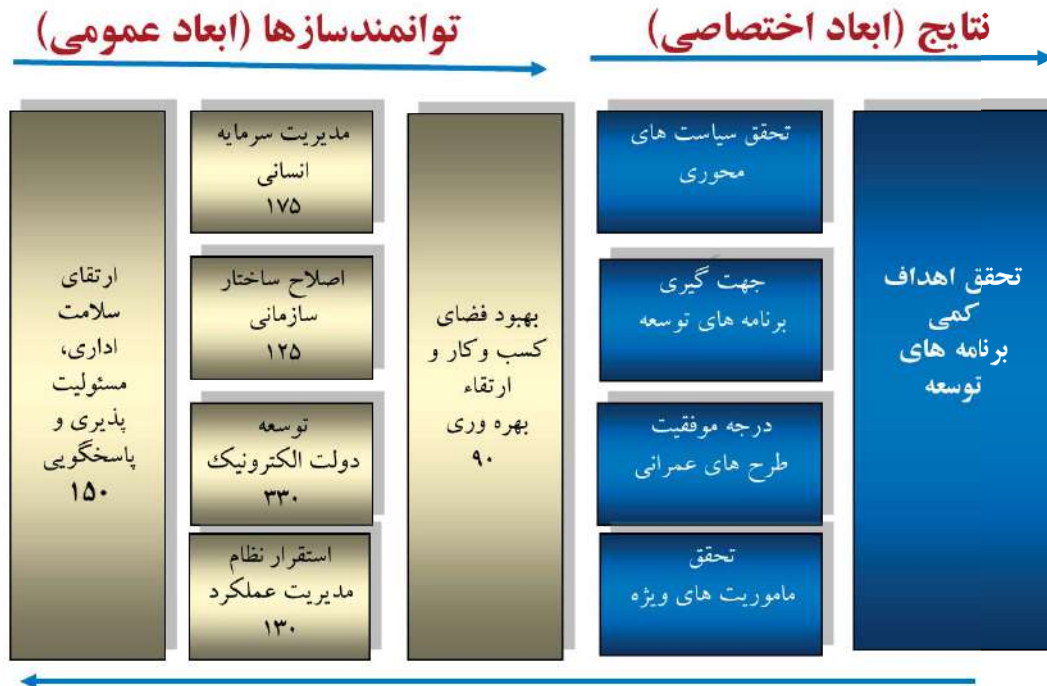 نتایج (ابعاد اختصاصی)
توانمندسازها (ابعاد عمومی)
تحقق اهداف
کمی
برنامه های
توسعه
تحقق سیاست های
محوری
جهت گیری
برنامه های توسعه
درجه موفقیت
طرح های عمرانی
تحقق
ماموریت های ویژه
بهبود فضای
کسب وکار و
ارتقاء
بهره وری
۹۰
مدیریت سرمایه
انسانی
۱۷۵
اصلاح ساختار
سازمانی
۱۲۵
توسعه
دولت الکترونیک
۳۳۰
استقرار نظام
مدیریت عملکرد
۱۳۰
ارتقای
سلامت
اداری،
مسئولیت
پذیری و
پاسخگویی
۱۵۰